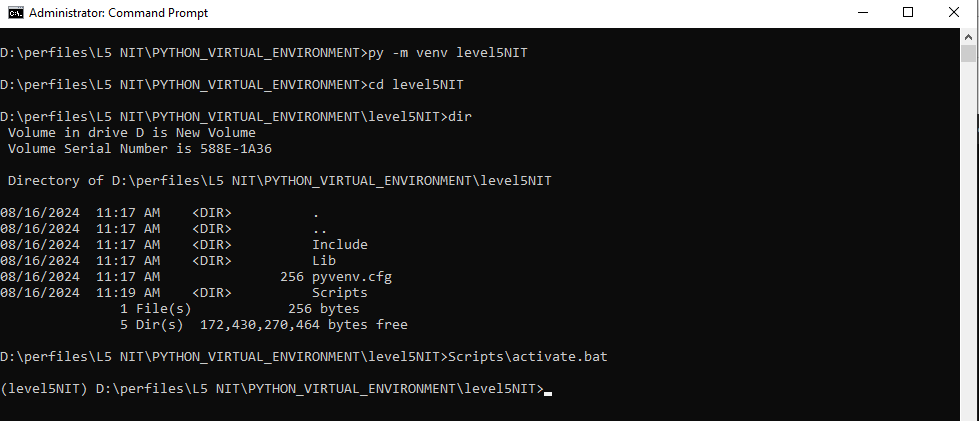 Administrator: Command Prompt
D:\perfiles\L5 NIT\PYTHON_VIRTUAL_ENVIRONMENT>py -m venv level5NIT
D:\perfiles\L5 NIT\PYTHON_VIRTUAL_ENVIRONMENT>cd level5NIT
D:\perfiles\L5 NIT\PYTHON_VIRTUAL_ENVIRONMENT\level5NIT>dir
 Volume in drive D is New Volume
 Volume Serial Number is 588E-1A36
 Directory of D:\perfiles\L5 NIT\PYTHON_VIRTUAL_ENVIRONMENT\level5NIT
08/16/2024  11:17 AM    <DIR>          .
08/16/2024  11:17 AM    <DIR>          ..
08/16/2024  11:17 AM    <DIR>          Include
08/16/2024  11:17 AM    <DIR>          Lib
08/16/2024  11:17 AM               256 pyvenv.cfg
08/16/2024  11:19 AM    <DIR>          Scripts
               1 File(s)            256 bytes
               5 Dir(s)  172,430,270,464 bytes free
D:\perfiles\L5 NIT\PYTHON_VIRTUAL_ENVIRONMENT\level5NIT>Scripts\activate.bat
(level5NIT) D:\perfiles\L5 NIT\PYTHON_VIRTUAL_ENVIRONMENT\level5NIT>